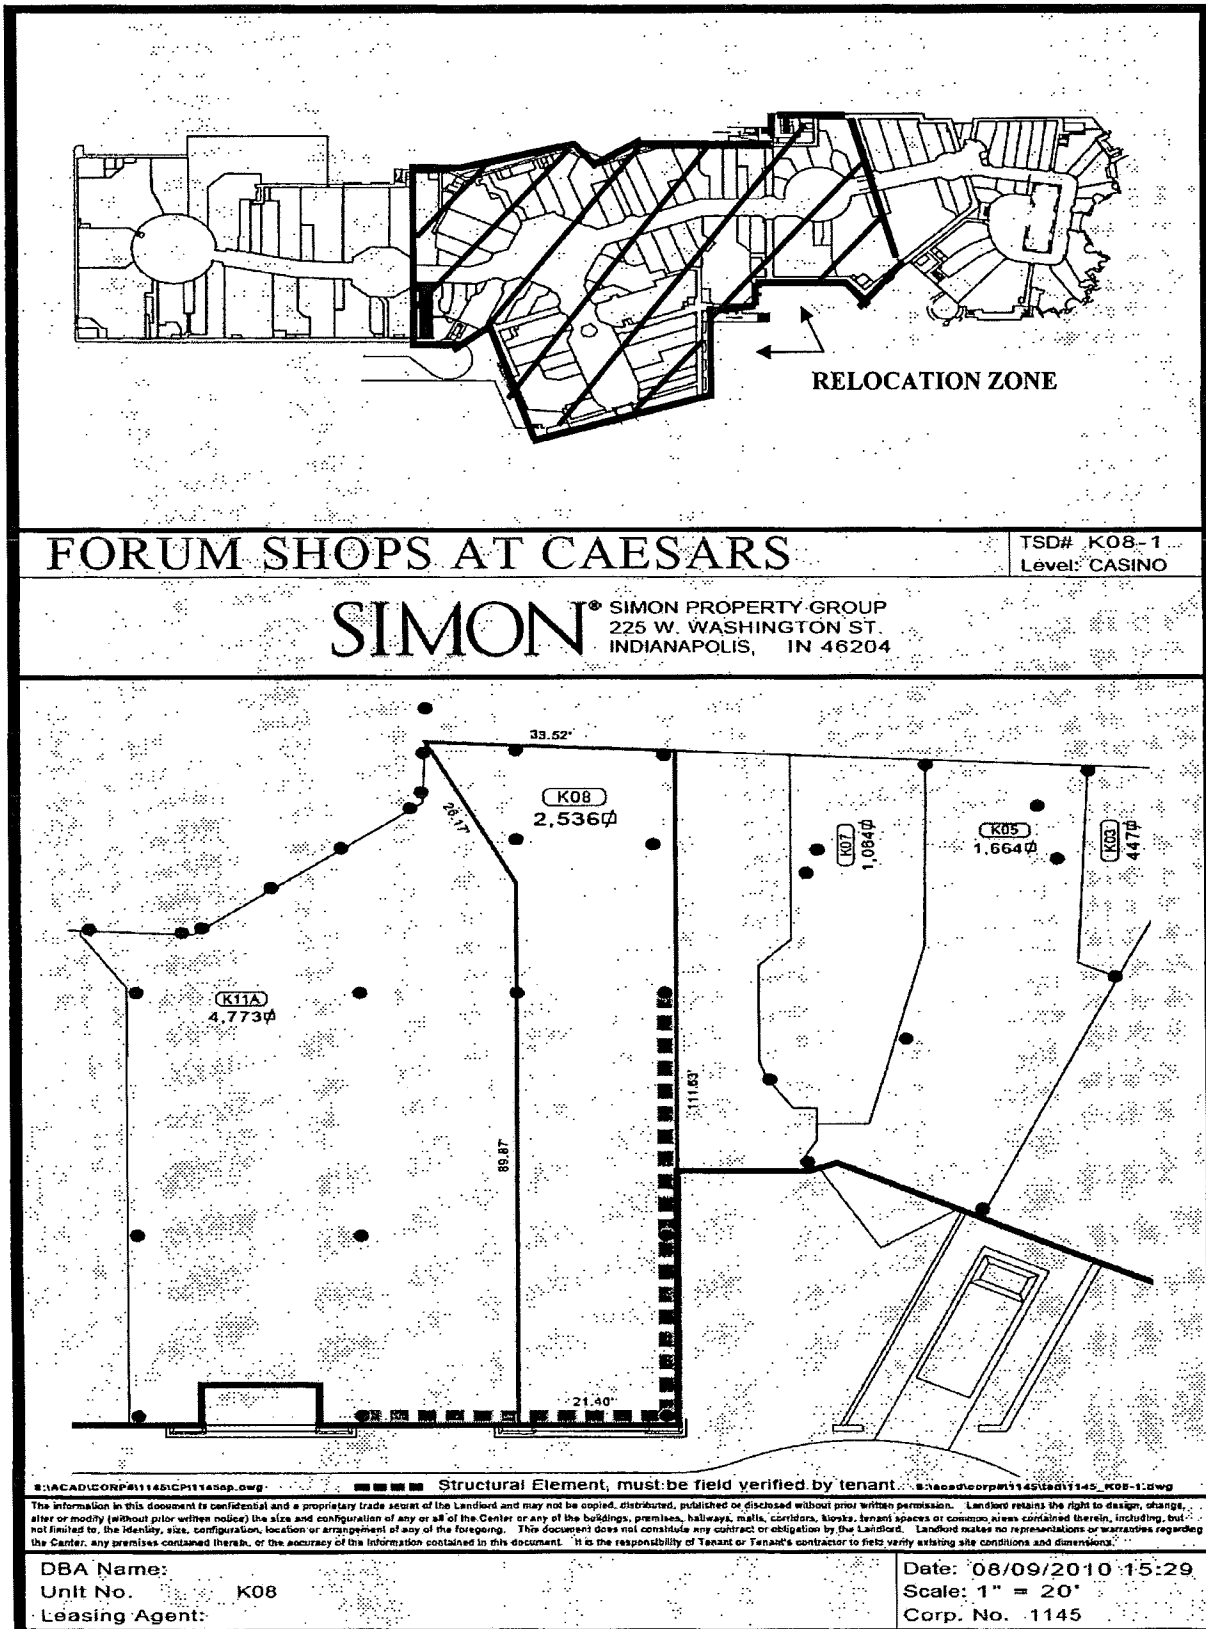 RELOCATION ZONE
FORUM SHOPS AT CAESARS
TSD# K08-1
Level: CASINO
SIMON®
SIMON PROPERTY GROUP
225 W. WASHINGTON ST.
INDIANAPOLIS, IN 46204
33.52'
K08
2,536
26.17'
K07
1,084
K05
1,664
K03
447
K11A
4,773
111.63'
89.87'
21.40'
Structural Element, must be field verified by tenant.
The information in this document is confidential and a proprietary trade secret of the Landlord and may not be copied, distributed, published or disclosed without prior written permission. Landlord retains the right to design, change,
alter or modify (without prior written notice) the size and configuration of any or all of the Center or any of the buildings, premises, hallways, malls, corridors, kiosks, tenant spaces or common areas contained therein, including, but
not limited to, the identity, size, configuration, location or arrangement of any of the foregoing. This document does not constitute any contract or obligation by the Landlord. Landlord makes no representations or warranties regarding
the Center, any premises contained therein, or the accuracy of the information contained in this document. It is the responsibility of Tenant or Tenant's contractor to field verify existing site conditions and dimensions.
DBA Name:
Unit No. K08
Leasing Agent:
Date: 08/09/2010 15:29
Scale: 1" = 20'
Corp. No. 1145